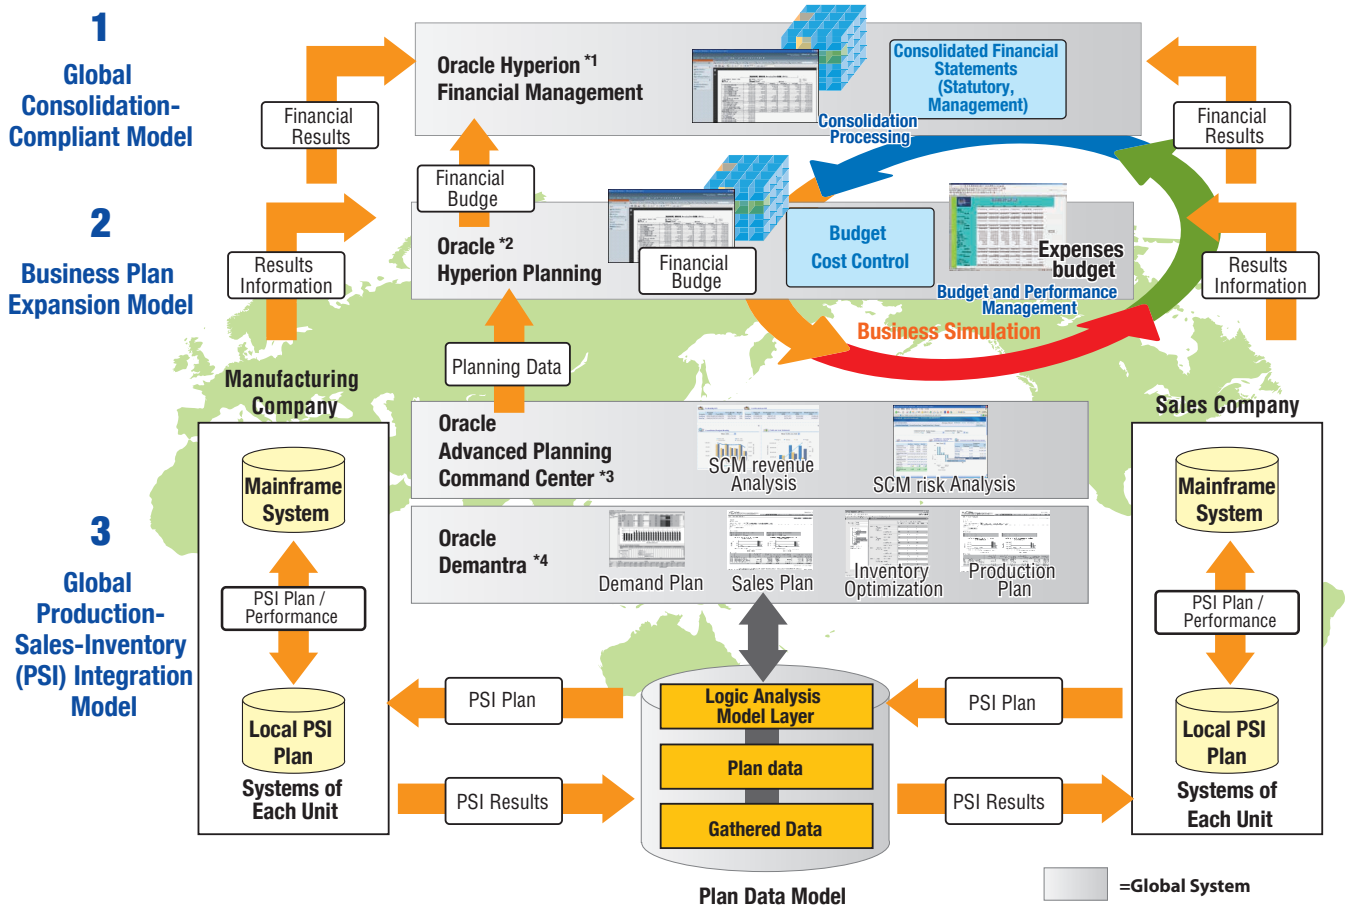 1
Global
Consolidation-
Compliant Model
Financial
Results
Oracle Hyperion *1
Financial Management
Consolidation
Processing
Consolidated Financial
Statements
(Statutory,
Management)
Financial
Results
Financial
Budge
2
Business Plan
Expansion Model
Results
Information
Oracle *2
Hyperion Planning
Financial
Budge
Budget
Cost Control
Expenses
budget
Budget and Performance
Management
Results
Information
Business Simulation
Planning Data
Manufacturing
Company
Sales Company
Oracle
Advanced Planning
Command Center *3
SCM revenue
Analysis
SCM risk Analysis
Mainframe
System
Mainframe
System
3
Global
Production-
Sales-Inventory
(PSI) Integration
Model
Oracle
Demantra *4
Demand Plan
Sales Plan
Inventory
Optimization
Production
Plan
PSI Plan /
Performance
PSI Plan /
Performance
Local PSI
Plan
Systems of
Each Unit
PSI Plan
PSI Results
Logic Analysis
Model Layer
Plan data
Gathered Data
Plan Data Model
PSI Plan
PSI Results
Local PSI
Plan
Systems of
Each Unit
=Global System